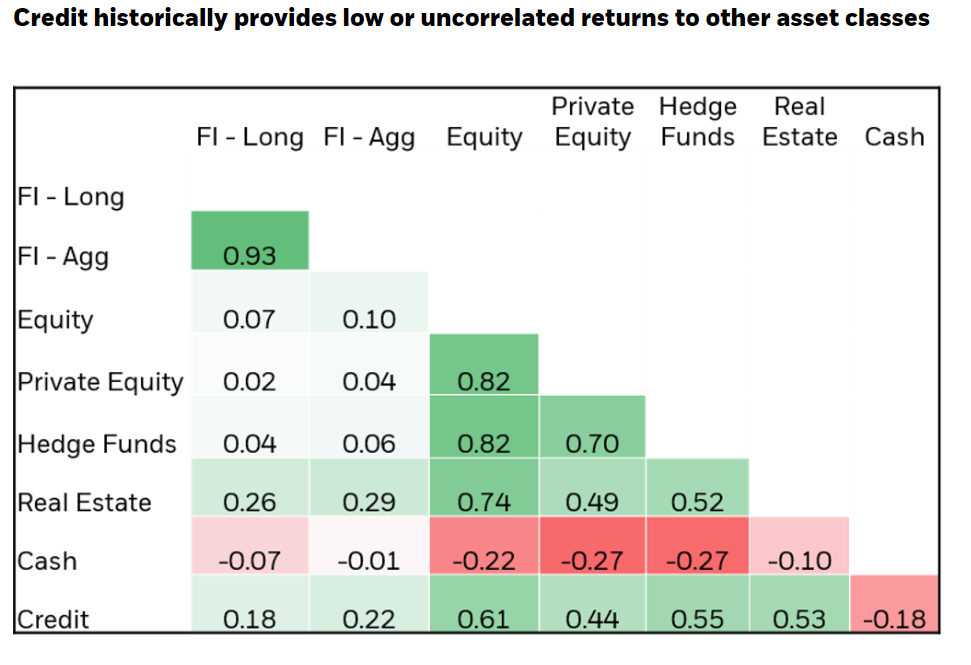 Credit historically provides low or uncorrelated returns to other asset classes
FI - Long FI - Agg Equity Private Equity Hedge Funds Real Estate Cash
FI - Long
FI - Agg 0.93
Equity 0.07 0.10
Private Equity 0.02 0.04 0.82
Hedge Funds 0.04 0.06 0.82 0.70
Real Estate 0.26 0.29 0.74 0.49 0.52
Cash -0.07 -0.01 -0.22 -0.27 -0.27 -0.10
Credit 0.18 0.22 0.61 0.44 0.55 0.53 -0.18